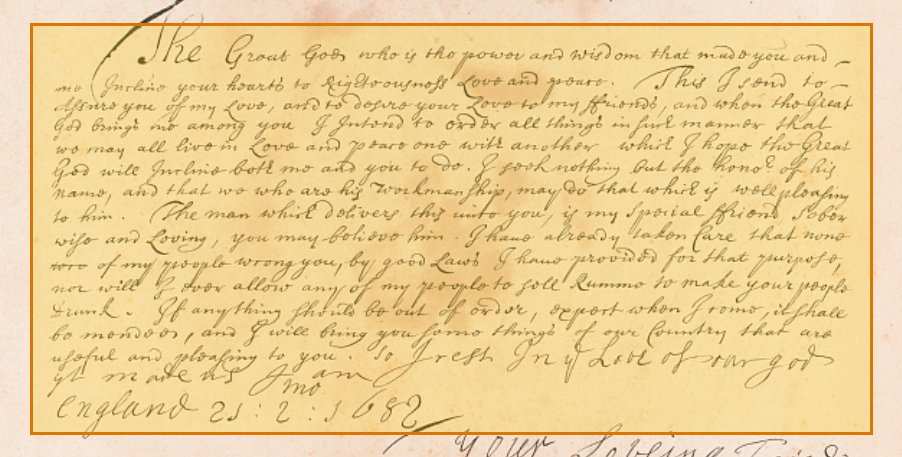 The Great God who is the power and wisdom that made you and
me Incline your hearts to Righteousness Love and peace. This I send to
Assure you of my Love, and to desire your Love to my ffriends, and when the Great
God brings me among you I Intend to order all things in such manner that
we may all live in Love and peace one with another which I hope the Great
God will Incline both me and you to do. I seek nothing but the honor of his
name, and that we who are his Workmanship, may do that which is well pleasing
to him. The man which delivers this unto you, is my Special ffriend Sober
wise and Loving, you may believe him. I have already taken Care that none
of my people wrong you, by good Laws I have provided for that purpose,
nor will I ever allow any of my people to sell Rumme to make your people
drunk. If anything should be out of order, expect when I come, it shall
be mended, and I will bring you some things of our Country that are
useful and pleasing to you. So I rest In ye Love of our god
yt made us I am
England 21: 2: 1682
mo
Your Loveing Friend